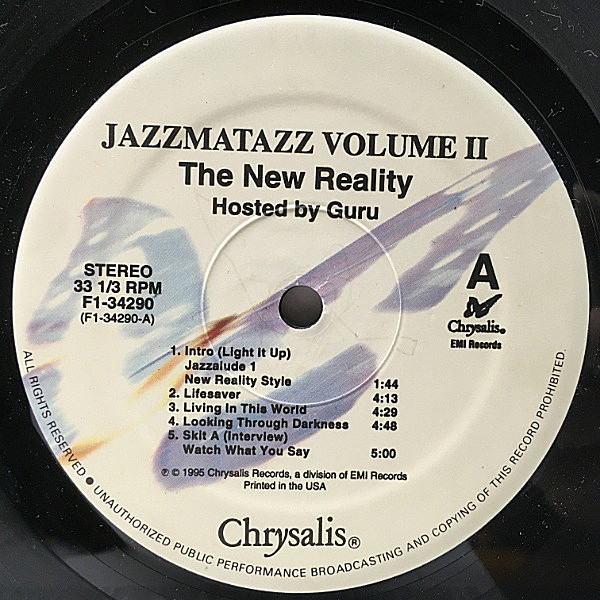 JAZZMATAZZ VOLUME II
The New Reality
Hosted by Guru
STEREO
33 1/3 RPM
F1-34290
(F1-34290-A)
A
Chrysalis®
EMI Records
1. Intro (Light It Up)
Jazzalude 1
New Reality Style 1:44
2. Lifesaver 4:13
3. Living In This World 4:29
4. Looking Through Darkness 4:48
5. Skit A (Interview)
Watch What You Say 5:00
℗ © 1995 Chrysalis Records, a division of EMI Records
Printed in the USA
Chrysalis®
ALL RIGHTS RESERVED ● UNAUTHORIZED PUBLIC PERFORMANCE BROADCASTING AND COPYING OF THIS RECORD PROHIBITED.